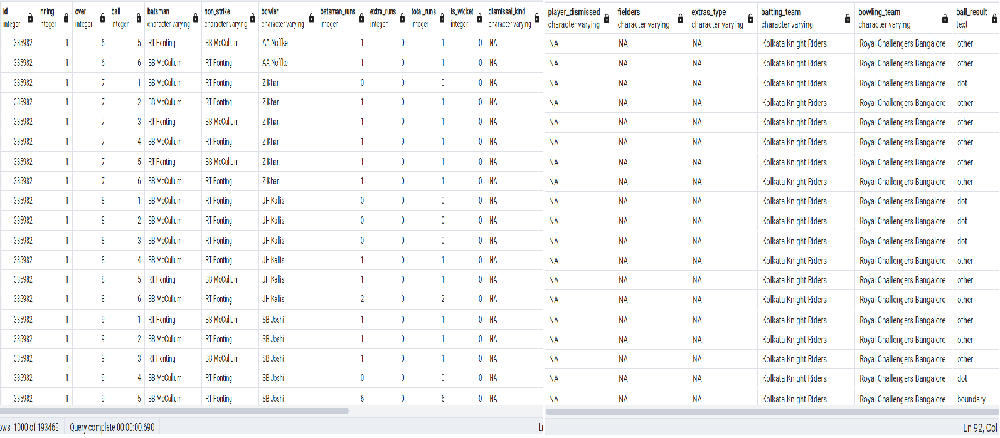 id inning over ball batsman non_strike bowler batsman_runs extra_runs total_runs is_wicket dismissal_kind player_dismissed fielders extras_type batting_team bowling_team ball_result
integer integer integer integer character varying character varying character varying integer integer integer integer character varying character varying character varying character varying character varying character varying text
335982 1 6 5 RT Ponting BB McCullum AA Noffke 1 0 1 0 NA NA NA NA Kolkata Knight Riders Royal Challengers Bangalore other
335982 1 6 6 BB McCullum RT Ponting AA Noffke 1 0 1 0 NA NA NA NA Kolkata Knight Riders Royal Challengers Bangalore other
335982 1 7 1 BB McCullum RT Ponting Z Khan 0 0 0 0 NA NA NA NA Kolkata Knight Riders Royal Challengers Bangalore dot
335982 1 7 2 BB McCullum RT Ponting Z Khan 1 0 1 0 NA NA NA NA Kolkata Knight Riders Royal Challengers Bangalore other
335982 1 7 3 RT Ponting BB McCullum Z Khan 1 0 1 0 NA NA NA NA Kolkata Knight Riders Royal Challengers Bangalore other
335982 1 7 4 BB McCullum RT Ponting Z Khan 1 0 1 0 NA NA NA NA Kolkata Knight Riders Royal Challengers Bangalore other
335982 1 7 5 RT Ponting BB McCullum Z Khan 1 0 1 0 NA NA NA NA Kolkata Knight Riders Royal Challengers Bangalore other
335982 1 7 6 BB McCullum RT Ponting Z Khan 1 0 1 0 NA NA NA NA Kolkata Knight Riders Royal Challengers Bangalore other
335982 1 8 1 BB McCullum RT Ponting JH Kallis 0 0 0 0 NA NA NA NA Kolkata Knight Riders Royal Challengers Bangalore dot
335982 1 8 2 BB McCullum RT Ponting JH Kallis 0 0 0 0 NA NA NA NA Kolkata Knight Riders Royal Challengers Bangalore dot
335982 1 8 3 BB McCullum RT Ponting JH Kallis 0 0 0 0 NA NA NA NA Kolkata Knight Riders Royal Challengers Bangalore dot
335982 1 8 4 BB McCullum RT Ponting JH Kallis 1 0 1 0 NA NA NA NA Kolkata Knight Riders Royal Challengers Bangalore other
335982 1 8 5 RT Ponting BB McCullum JH Kallis 1 0 1 0 NA NA NA NA Kolkata Knight Riders Royal Challengers Bangalore other
335982 1 8 6 BB McCullum RT Ponting JH Kallis 2 0 2 0 NA NA NA NA Kolkata Knight Riders Royal Challengers Bangalore other
335982 1 9 1 RT Ponting BB McCullum SB Joshi 1 0 1 0 NA NA NA NA Kolkata Knight Riders Royal Challengers Bangalore other
335982 1 9 2 BB McCullum RT Ponting SB Joshi 1 0 1 0 NA NA NA NA Kolkata Knight Riders Royal Challengers Bangalore other
335982 1 9 3 RT Ponting BB McCullum SB Joshi 1 0 1 0 NA NA NA NA Kolkata Knight Riders Royal Challengers Bangalore other
335982 1 9 4 BB McCullum RT Ponting SB Joshi 0 0 0 0 NA NA NA NA Kolkata Knight Riders Royal Challengers Bangalore dot
335982 1 9 5 BB McCullum RT Ponting SB Joshi 6 0 6 0 NA NA NA NA Kolkata Knight Riders Royal Challengers Bangalore boundary
ows: 1000 of 193468 Query complete 00:00:00.690 Ln 92, Col